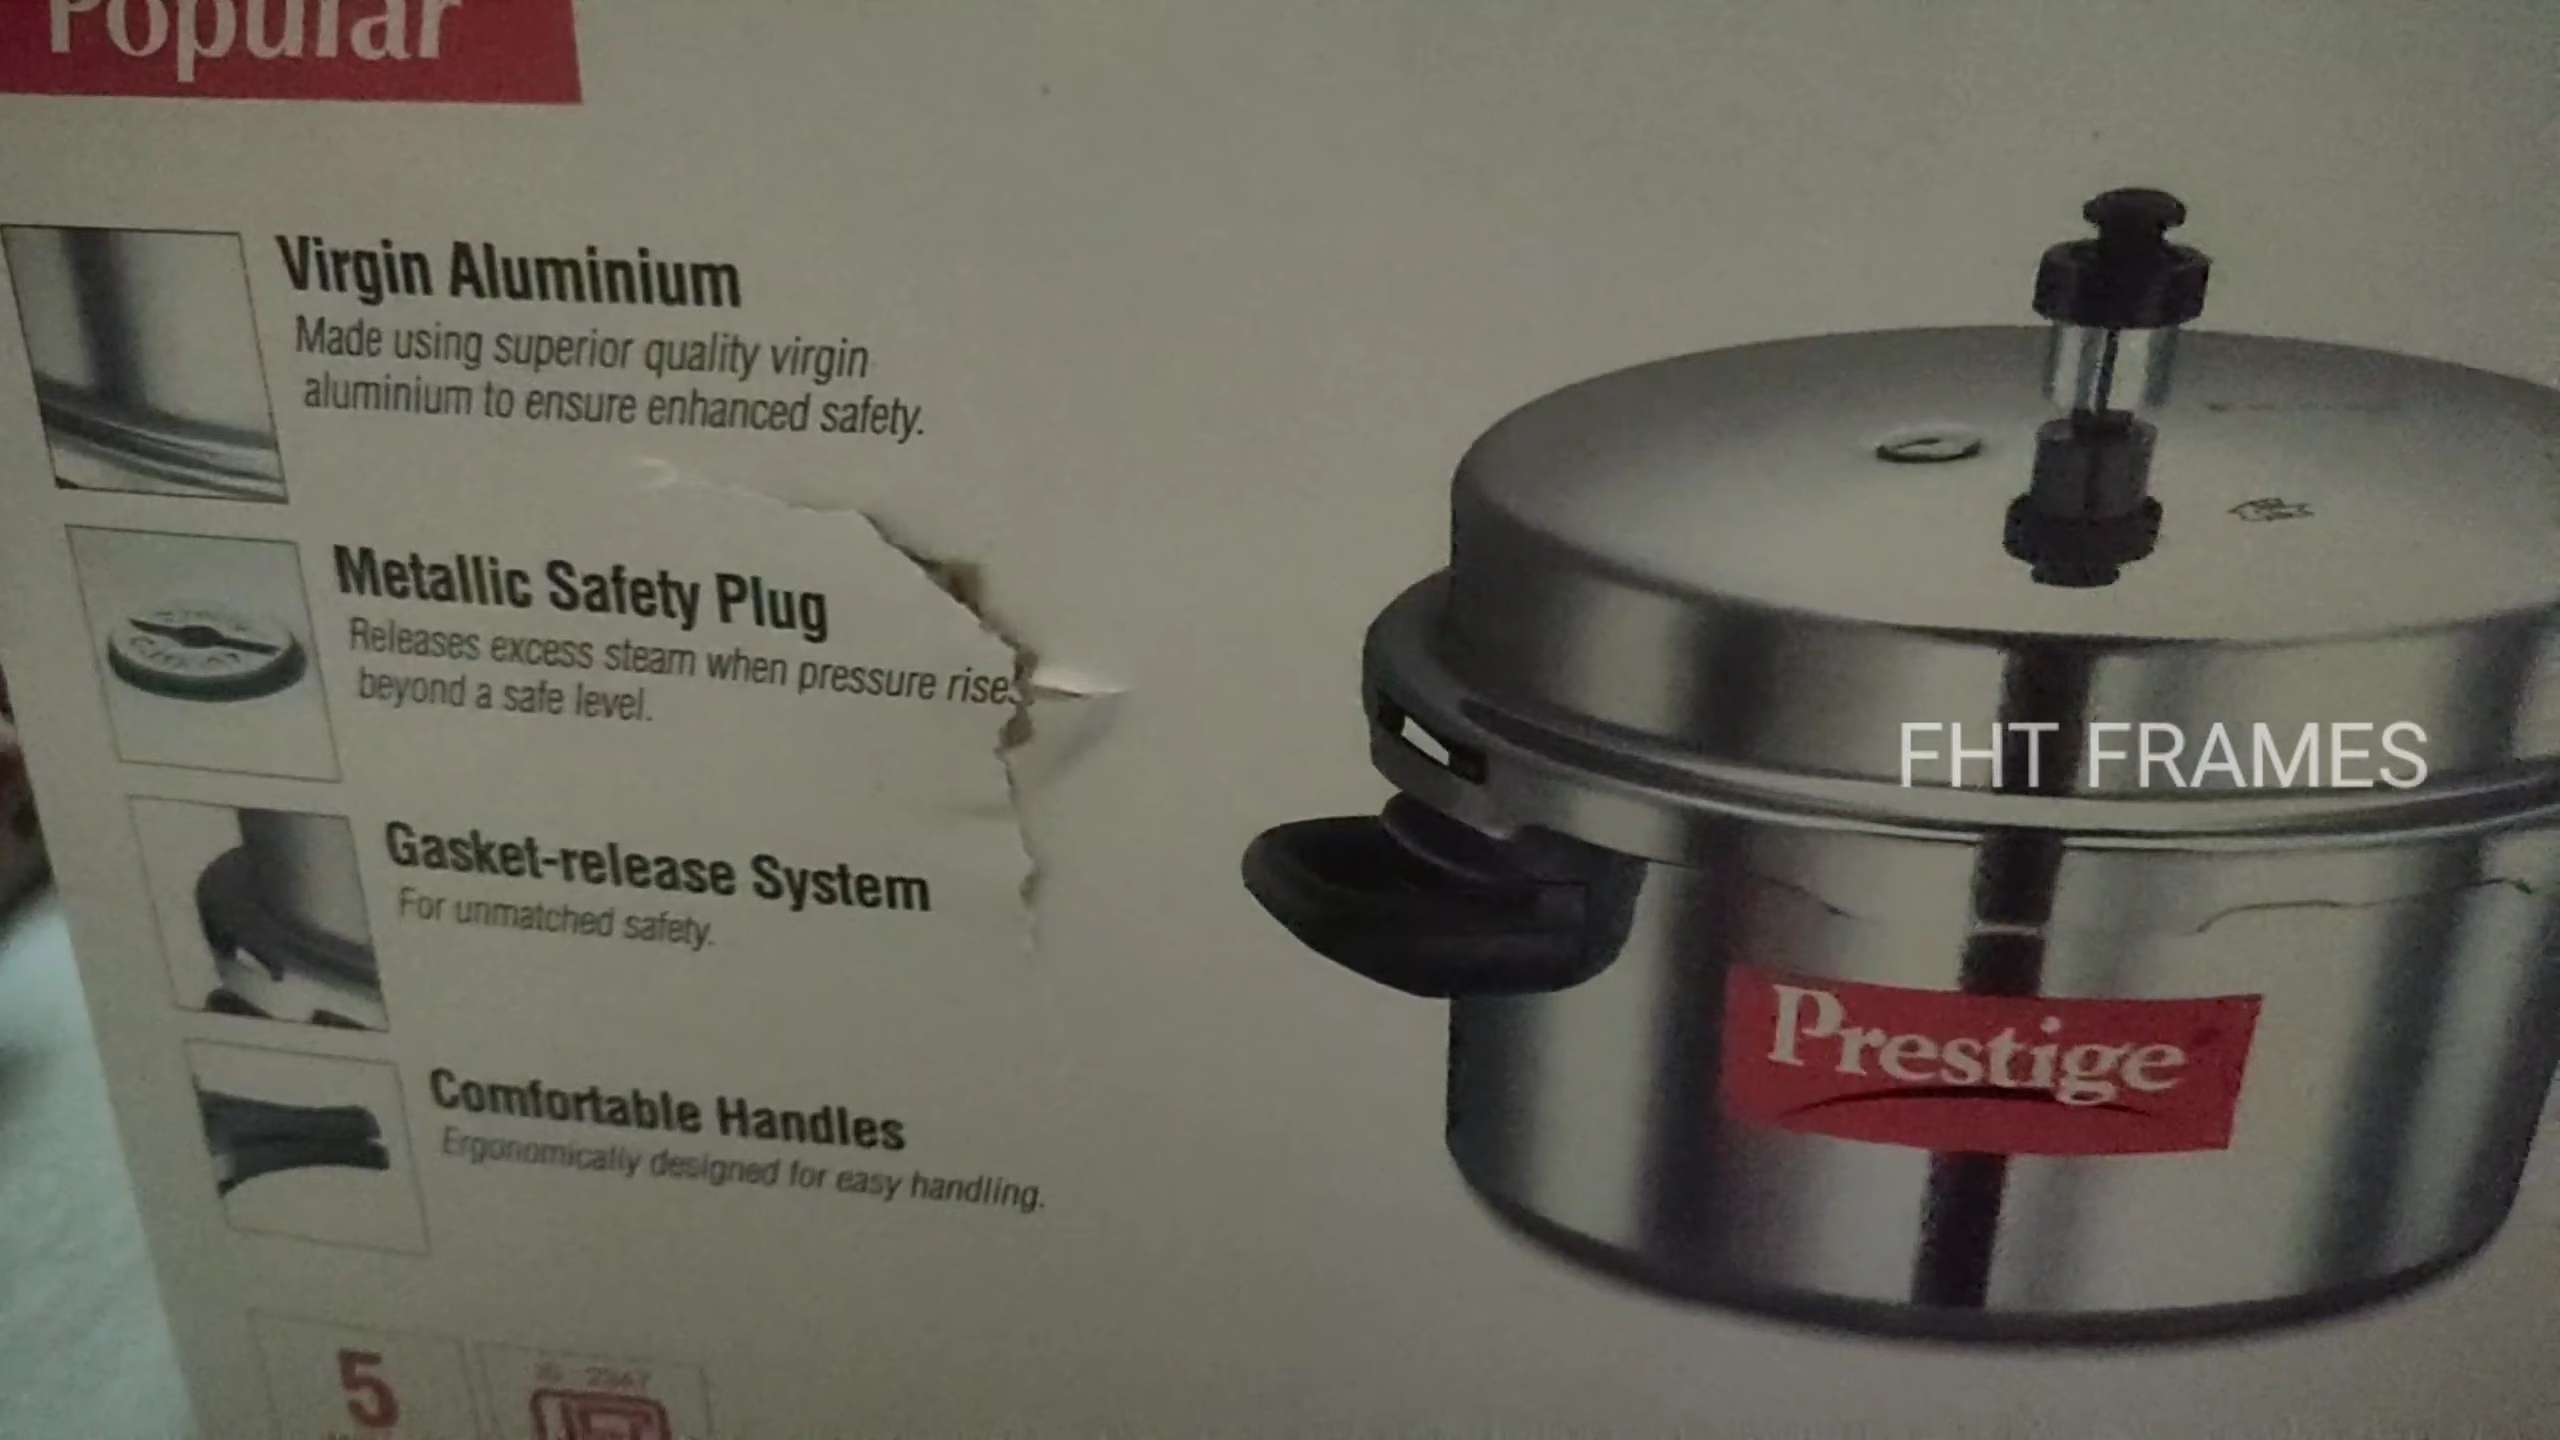 Popular
Virgin Aluminium
Made using superior quality virgin
aluminium to ensure enhanced safety.
Metallic Safety Plug
Releases excess steam when pressure rises
beyond a safe level.
Gasket-release System
For unmatched safety.
Comfortable Handles
Ergonomically designed for easy handling.
5
FHT FRAMES
Prestige